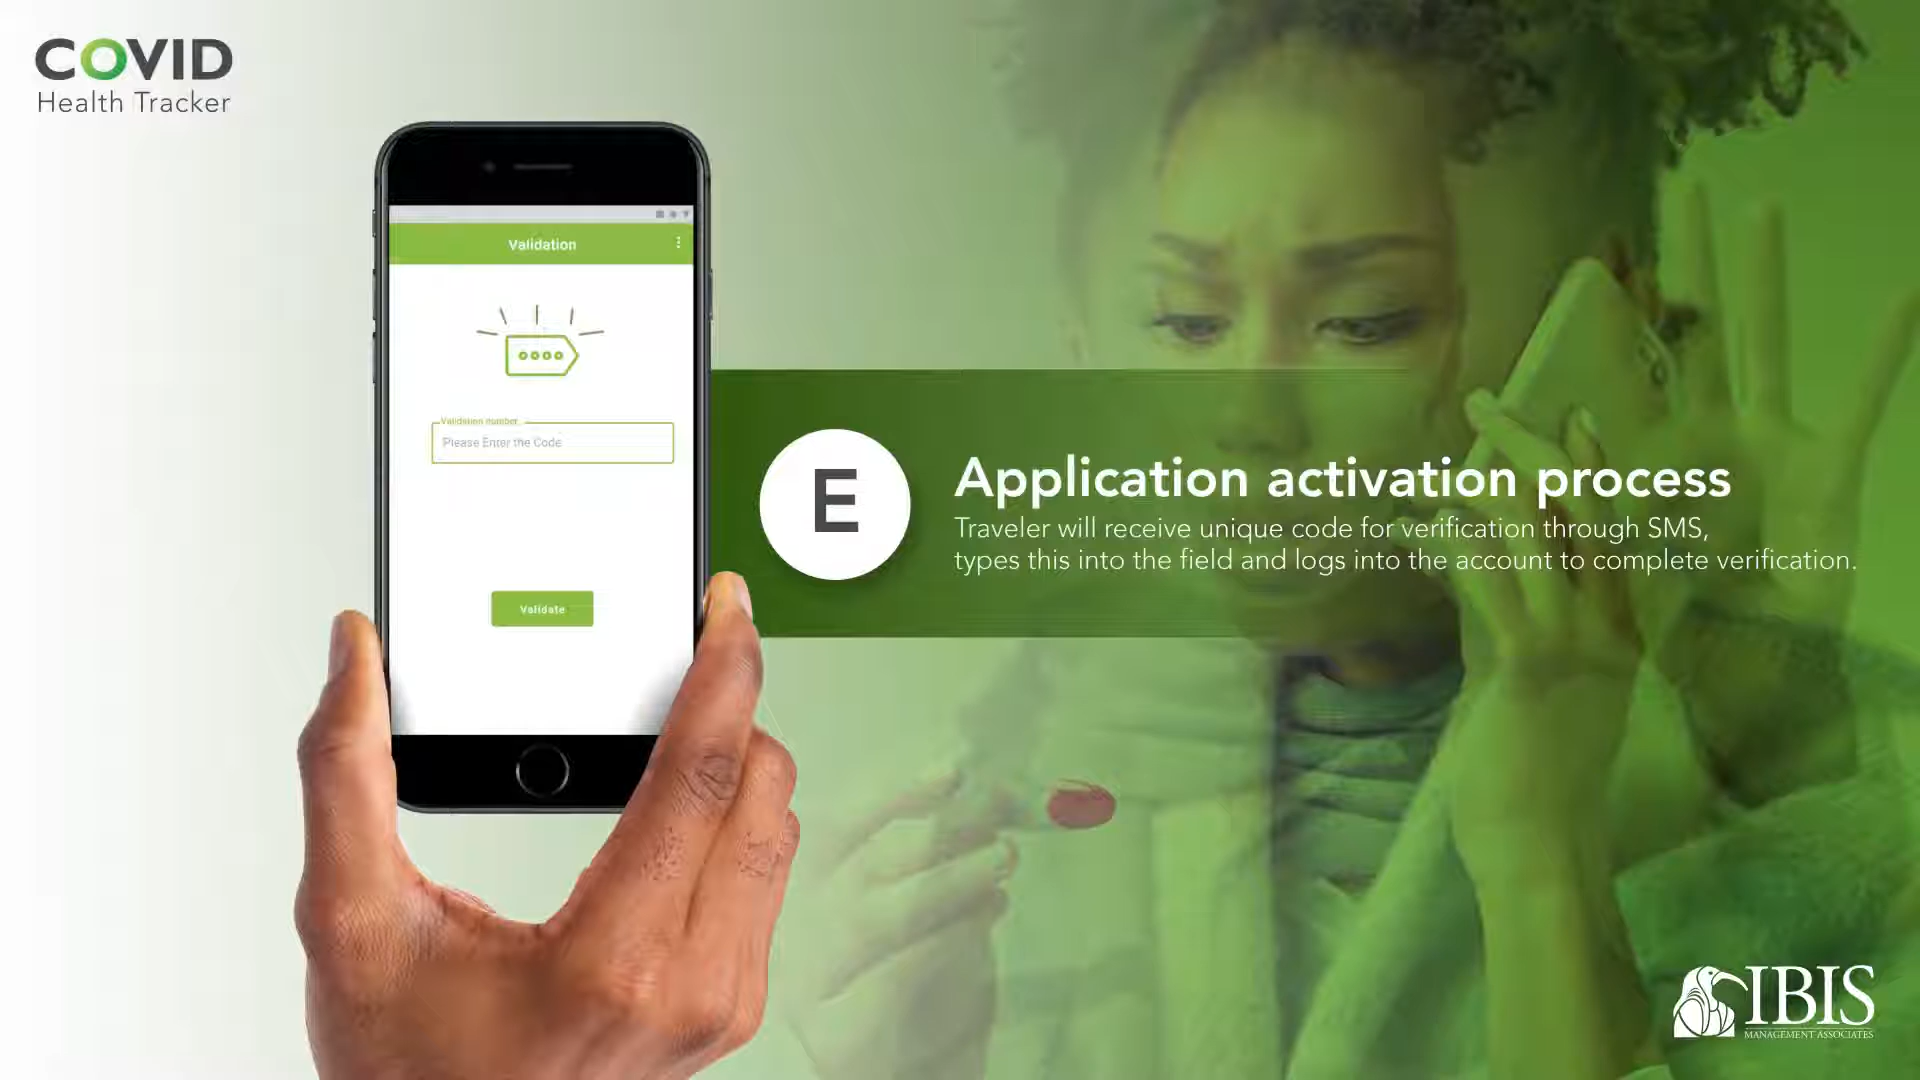 COVID
Health Tracker
Validation
Validation number
Please Enter the Code
Validate
E
Application activation process
Traveler will receive unique code for verification through SMS,
types this into the field and logs into the account to complete verification.
IBIS
MANAGEMENT ASSOCIATES